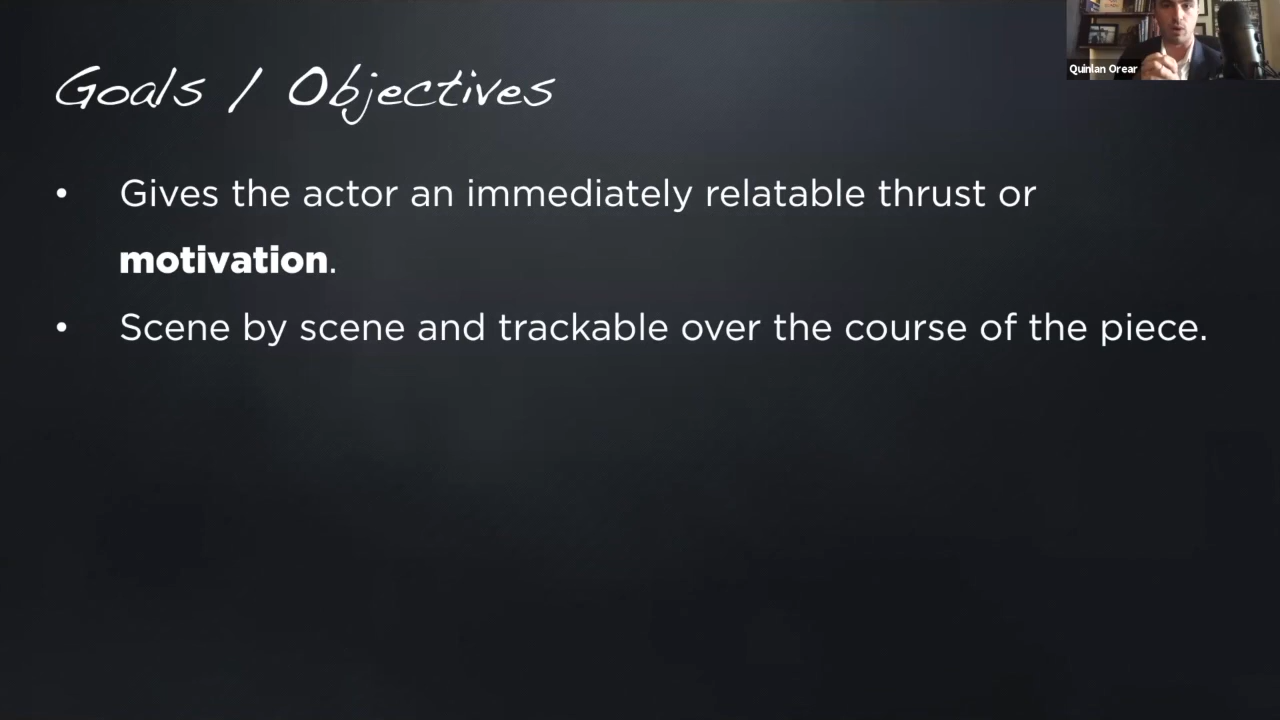 Goals / Objectives
Quinlan Orear
• Gives the actor an immediately relatable thrust or
motivation.
• Scene by scene and trackable over the course of the piece.